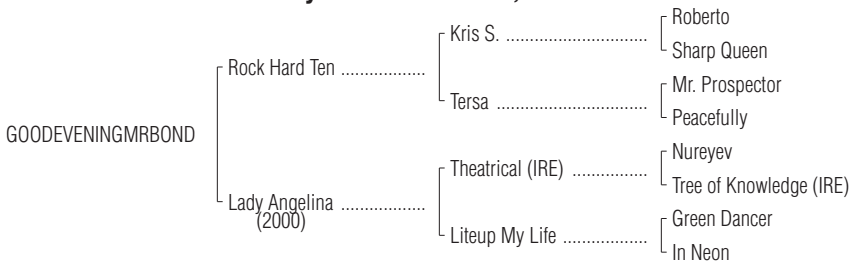 Roberto
Kris S. ..............................
Sharp Queen
Rock Hard Ten ..................
Mr. Prospector
Tersa ................................
Peacefully
GOODEVENINGMRBOND
Nureyev
Theatrical (IRE) ................
Tree of Knowledge (IRE)
Lady Angelina ..................
(2000)
Green Dancer
Liteup My Life ..................
In Neon